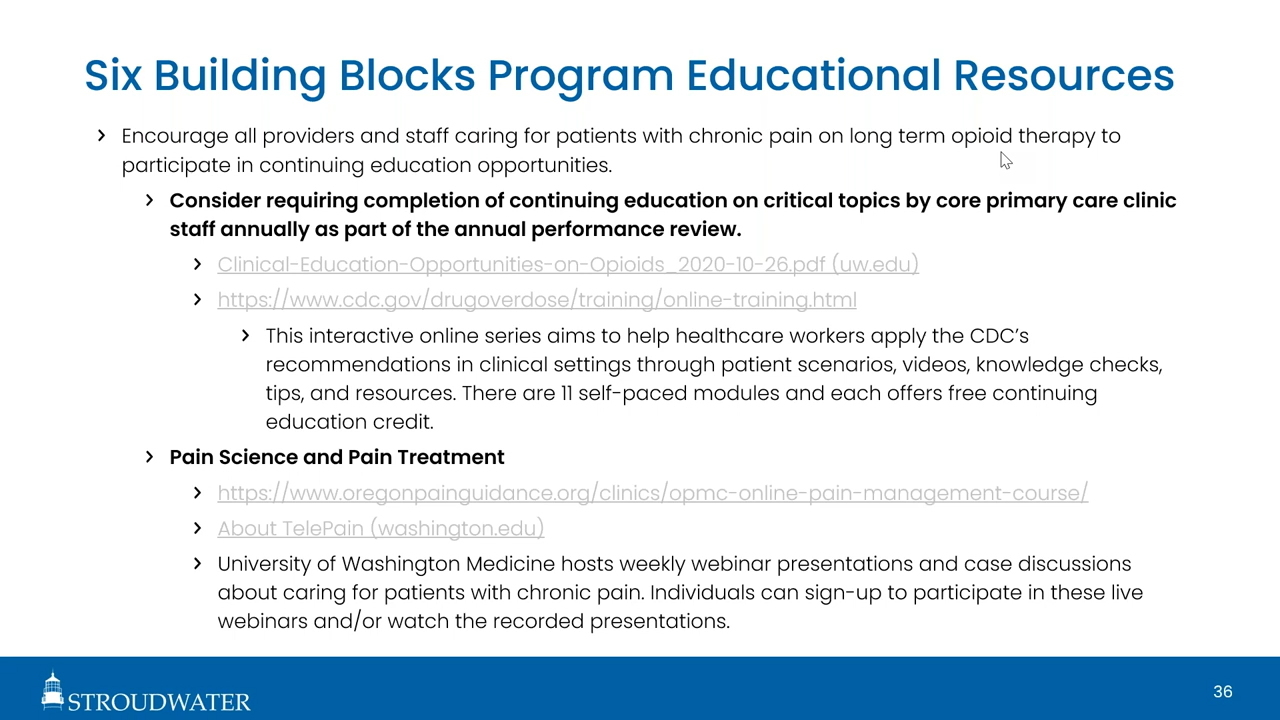 Six Building Blocks Program Educational Resources
Encourage all providers and staff caring for patients with chronic pain on long term opioid therapy to
participate in continuing education opportunities.
Consider requiring completion of continuing education on critical topics by core primary care clinic
staff annually as part of the annual performance review.
Clinical-Education-Opportunities-on-Opioids_2020-10-26.pdf (uw.edu)
https://www.cdc.gov/drugoverdose/training/online-training.html
This interactive online series aims to help healthcare workers apply the CDC’s
recommendations in clinical settings through patient scenarios, videos, knowledge checks,
tips, and resources. There are 11 self-paced modules and each offers free continuing
education credit.
Pain Science and Pain Treatment
https://www.oregonpainguidance.org/clinics/opmc-online-pain-management-course/
About TelePain (washington.edu)
University of Washington Medicine hosts weekly webinar presentations and case discussions
about caring for patients with chronic pain. Individuals can sign-up to participate in these live
webinars and/or watch the recorded presentations.
STROUDWATER
36